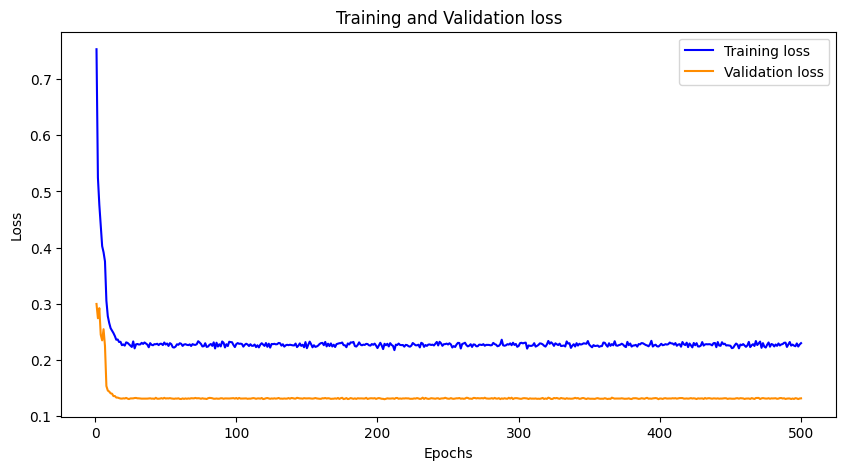 Training and Validation loss
Training loss
Validation loss
0.7
0.6
0.5
0.4
0.3
0.2
0.1
Loss
0
100
200
300
400
500
Epochs